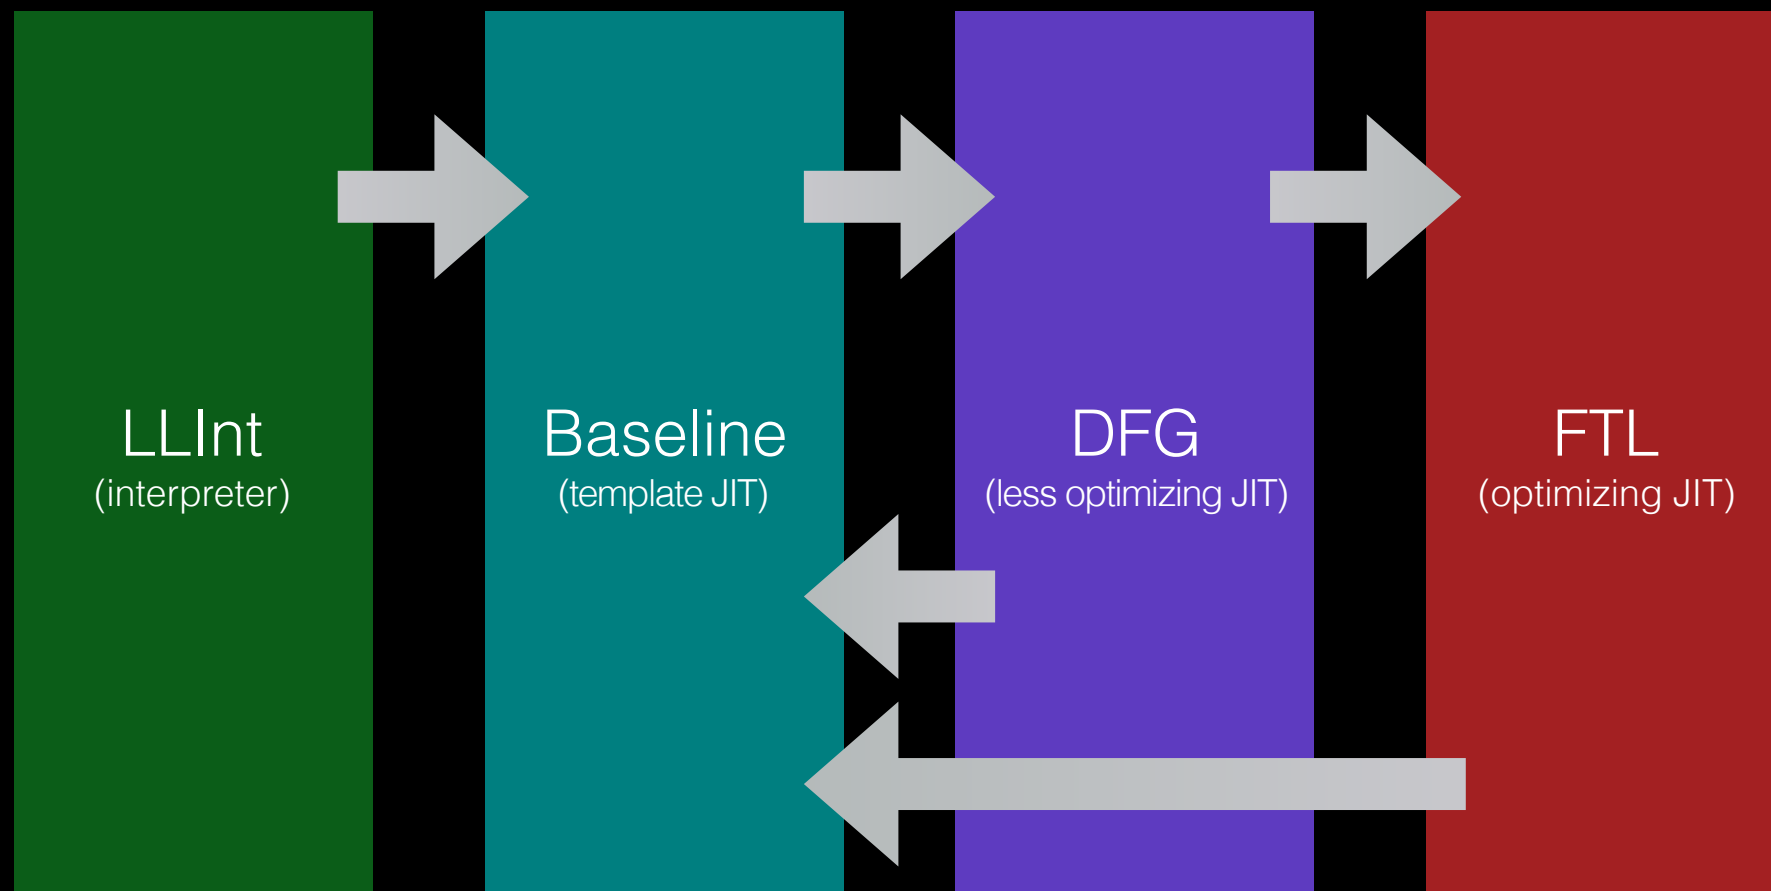 LLInt
(interpreter)
Baseline
(template JIT)
DFG
(less optimizing JIT)
FTL
(optimizing JIT)